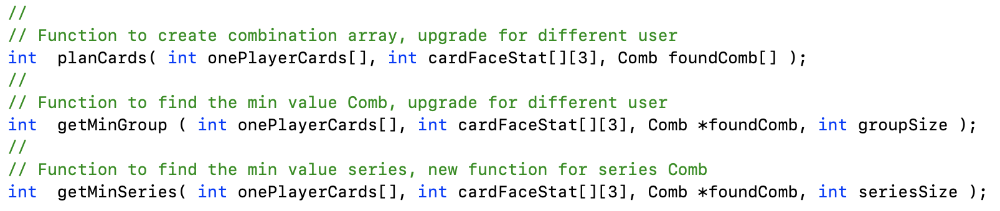 //
// Function to create combination array, upgrade for different user
int  planCards( int onePlayerCards[], int cardFaceStat[][3], Comb foundComb[] );
//
// Function to find the min value Comb, upgrade for different user
int  getMinGroup ( int onePlayerCards[], int cardFaceStat[][3], Comb *foundComb, int groupSize );
//
// Function to find the min value series, new function for series Comb
int  getMinSeries( int onePlayerCards[], int cardFaceStat[][3], Comb *foundComb, int seriesSize );